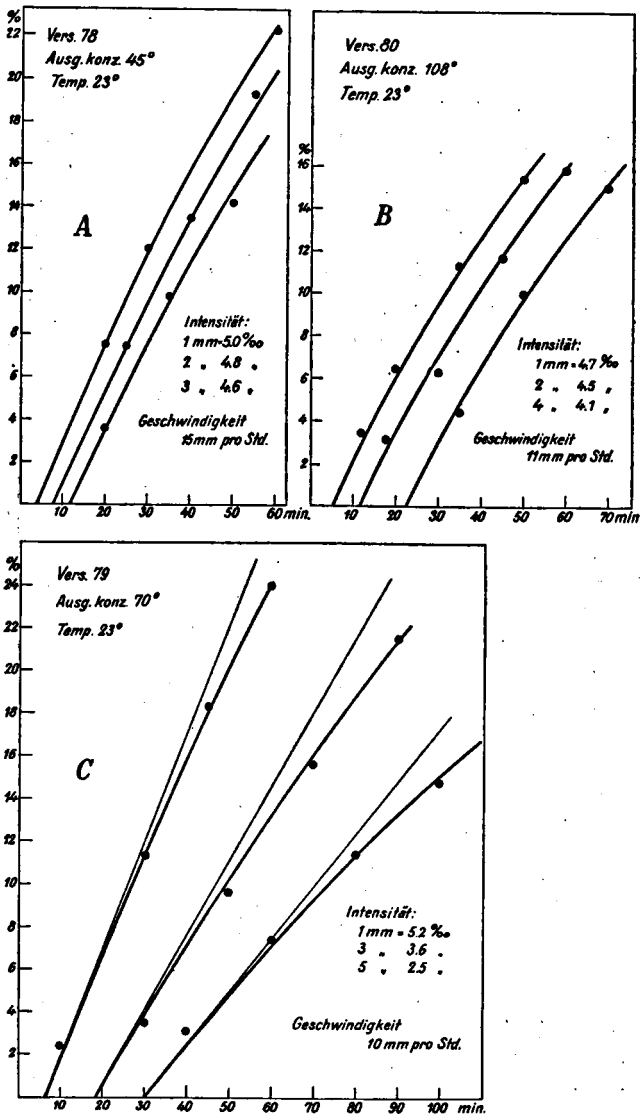 %
22
20
18
16
14
12
10
8
6
4
2
Vers. 78
Ausg. konz. 45°
Temp. 23°
A
Intensität:
1 mm = 5.0 ‰
2 „ 4.8 „
3 „ 4.6 „
Geschwindigkeit
15 mm pro Std.
10 20 30 40 50 60 min.
Vers. 80
Ausg. konz. 108°
Temp. 23°
%
16
14
12
10
8
6
4
2
B
Intensität:
1 mm = 4.7 ‰
2 „ 4.5 „
4 „ 4.1 „
Geschwindigkeit
11 mm pro Std.
10 20 30 40 50 60 70 min
%
24
22
20
18
16
14
12
10
8
6
4
2
Vers. 79
Ausg. konz. 70°
Temp. 23°
C
Intensität:
1 mm = 5.2 ‰
3 „ 3.6 „
5 „ 2.5 „
Geschwindigkeit
10 mm pro Std.
10 20 30 40 50 60 70 80 90 100 min.